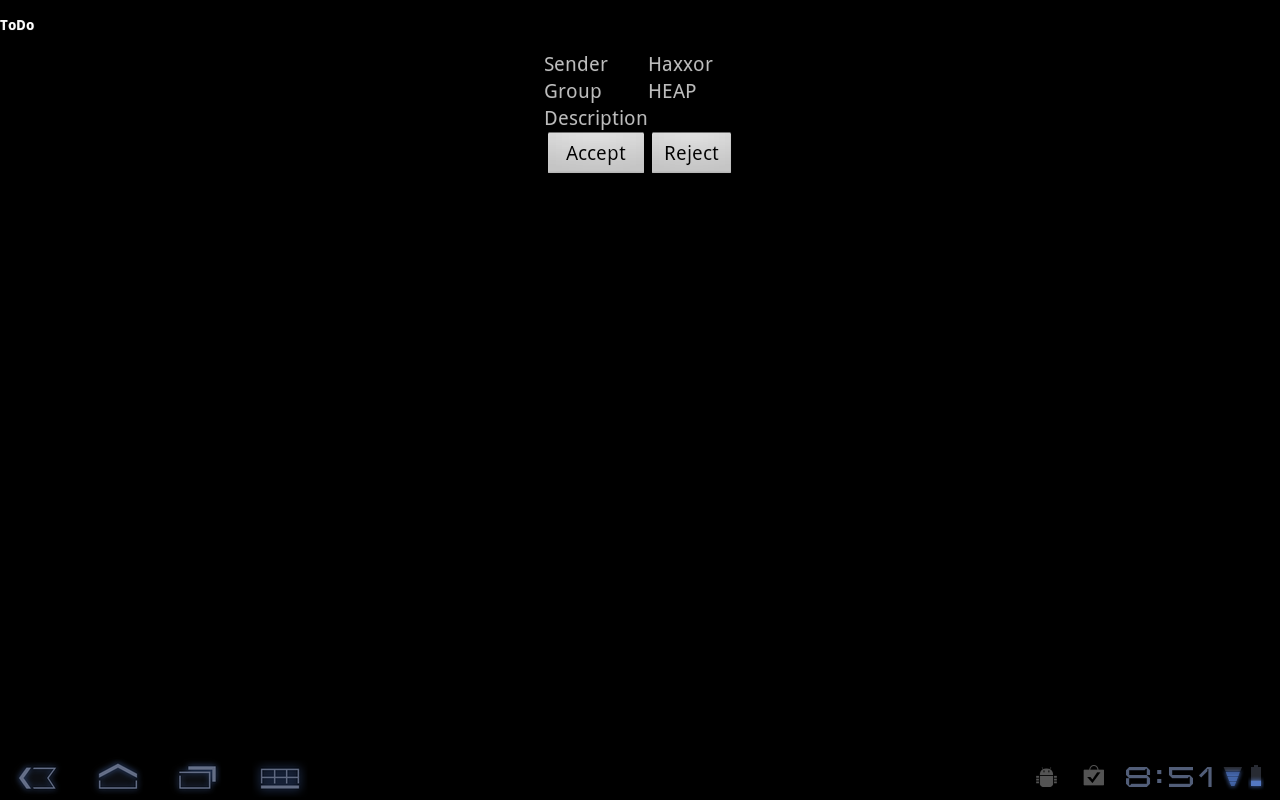 ToDo
Sender Haxxor
Group HEAP
Description
Accept Reject
8:51